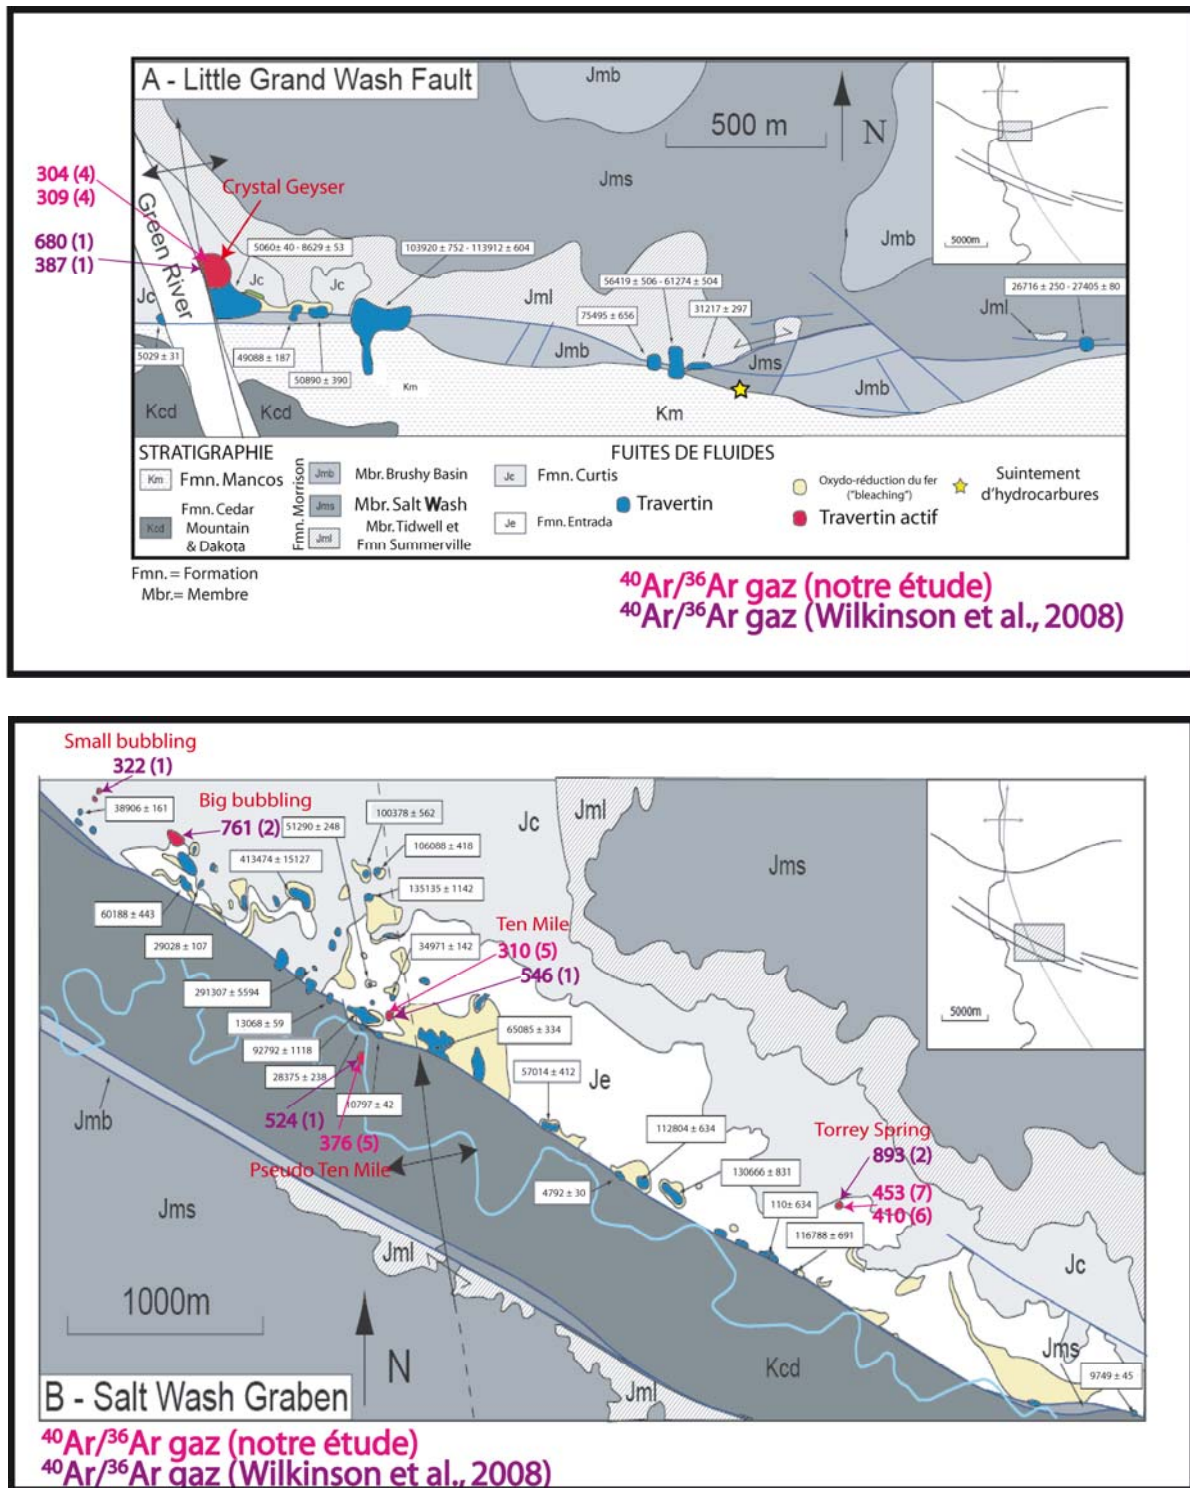 A - Little Grand Wash Fault
Jmb
500 m
N
5000m
304 (4)
309 (4)
680 (1)
387 (1)
Crystal Geyser
Green River
Jms
Jmb
5060± 40 - 8629 ± 53
103920 ± 752 - 113912 ± 604
Jc
Jc
Jc
Jml
56419 ± 506 - 61274 ± 504
26716 ± 250 - 27405 ± 80
75495 ± 656
31217 ± 297
Jml
5029 ± 31
49088 ± 187
50890 ± 390
Jmb
Jms
Jmb
Km
Km
Kcd
Kcd
STRATIGRAPHIE
FUITES DE FLUIDES
Km
Fmn. Mancos
Kcd
Fmn. Cedar
Mountain
& Dakota
Fmn. Morrison
Jmb
Mbr. Brushy Basin
Jms
Mbr. Salt Wash
Jml
Mbr. Tidwell et
Fmn Summerville
Jc
Fmn. Curtis
Je
Fmn. Entrada
Travertin
Oxydo-réduction du fer
("bleaching")
Travertin actif
Suintement
d'hydrocarbures
Fmn. = Formation
Mbr.= Membre
⁴⁰Ar/³⁶Ar gaz (notre étude)
⁴⁰Ar/³⁶Ar gaz (Wilkinson et al., 2008)
Small bubbling
322 (1)
38906 ± 161
Big bubbling
761 (2)
51290 ± 248
100378 ± 562
106088 ± 418
Jc
Jml
Jms
413474 ± 15127
135135 ± 1142
60188 ± 443
29028 ± 107
34971 ± 142
Ten Mile
310 (5)
546 (1)
5000m
291307 ± 5594
13068 ± 59
92792 ± 1118
28375 ± 238
65085 ± 334
57014 ± 412
Je
10797 ± 42
Jmb
524 (1)
376 (5)
Pseudo Ten Mile
112804 ± 634
Torrey Spring
893 (2)
453 (7)
410 (6)
130666 ± 831
4792 ± 30
110± 634
116788 ± 691
Jms
Jml
Jc
1000m
N
Kcd
Jms
9749 ± 45
Jml
B - Salt Wash Graben
⁴⁰Ar/³⁶Ar gaz (notre étude)
⁴⁰Ar/³⁶Ar gaz (Wilkinson et al., 2008)